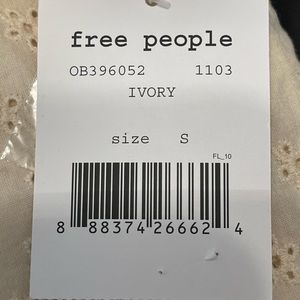 free people
OB396052 1103
IVORY
size S
FL_10
8 88374 26662 4